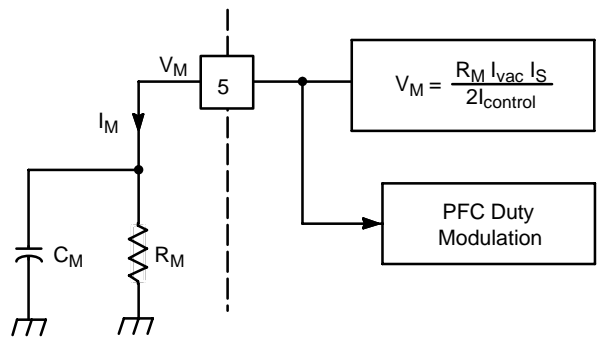 V_M
5
V_M = R_M I_vac I_S / 2I_control
I_M
PFC Duty
Modulation
C_M
R_M